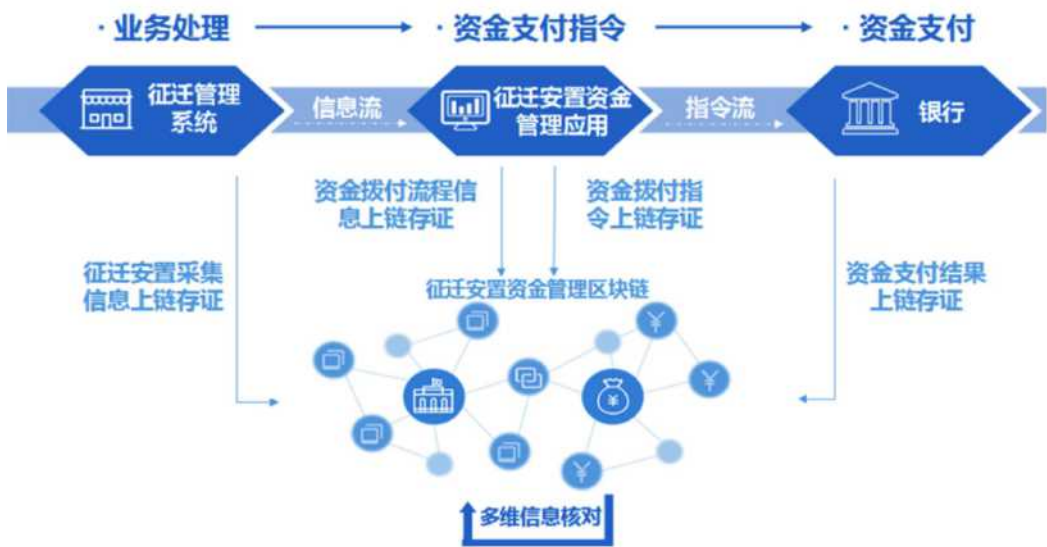 · 业务处理
· 资金支付指令
· 资金支付
征迁管理
系统
信息流
征迁安置资金
管理应用
指令流
银行
资金拨付流程信
息上链存证
资金拨付指
令上链存证
征迁安置采集
信息上链存证
资金支付结果
上链存证
征迁安置资金管理区块链
¥
¥
¥
¥
多维信息核对